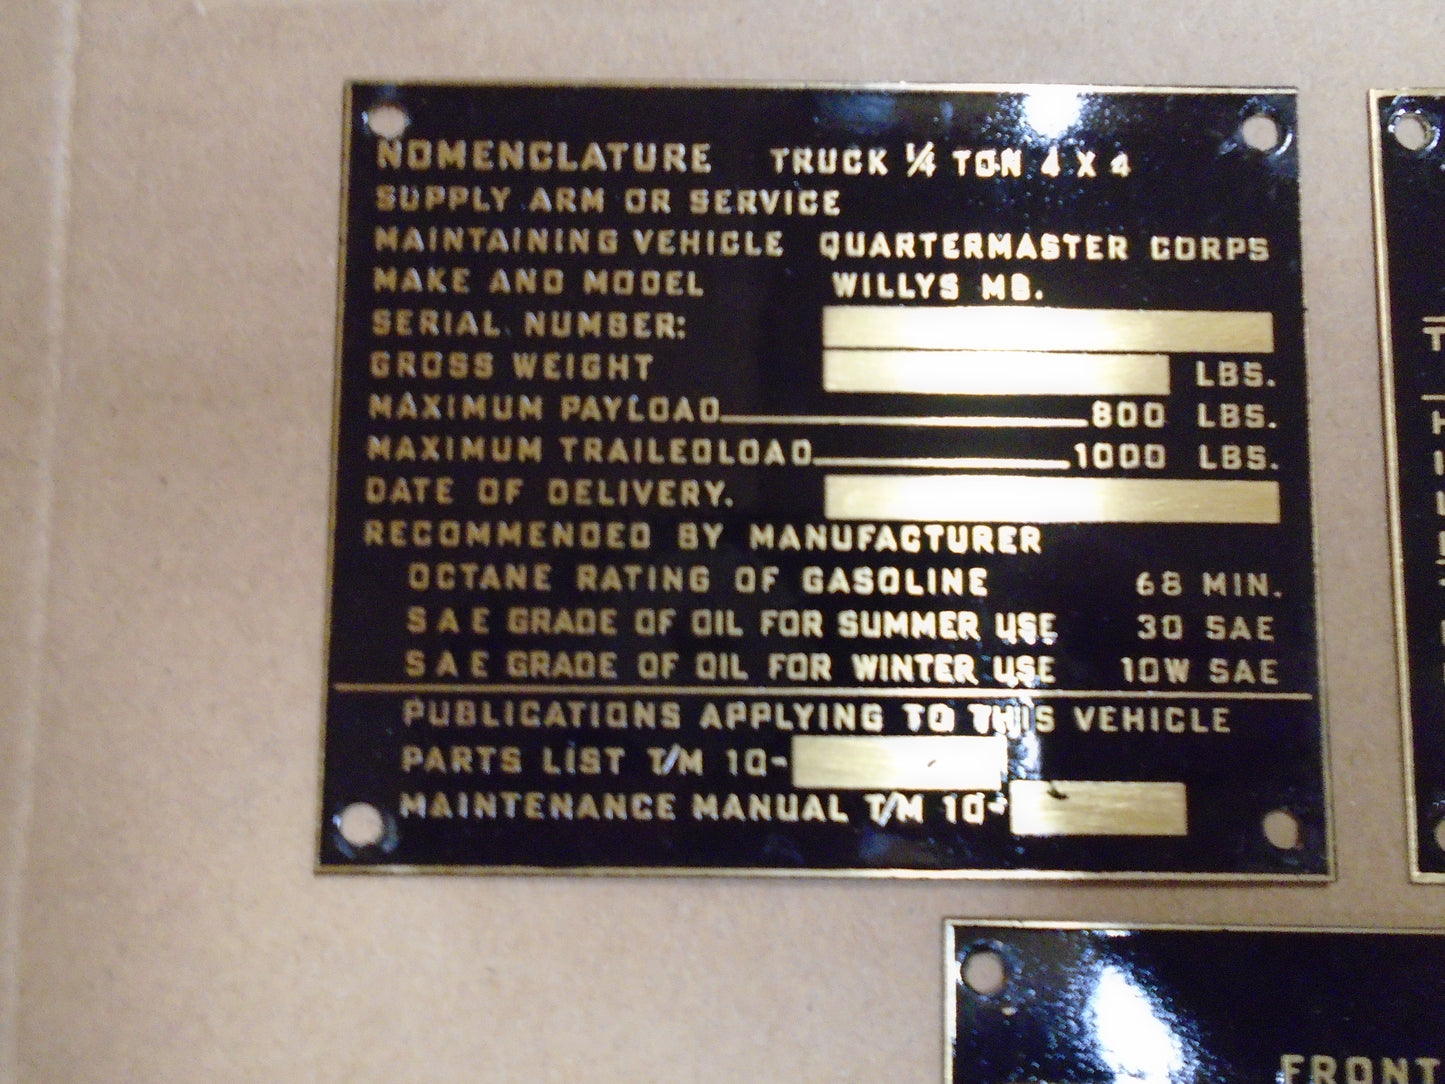 NOMENCLATURE TRUCK ¼ TON 4 X 4
SUPPLY ARM OR SERVICE
MAINTAINING VEHICLE QUARTERMASTER CORPS
MAKE AND MODEL WILLYS MB.
SERIAL NUMBER:
GROSS WEIGHT LBS.
MAXIMUM PAYLOAD 800 LBS.
MAXIMUM TRAILEDLOAD 1000 LBS.
DATE OF DELIVERY.
RECOMMENDED BY MANUFACTURER
OCTANE RATING OF GASOLINE 68 MIN.
S A E GRADE OF OIL FOR SUMMER USE 30 SAE
S A E GRADE OF OIL FOR WINTER USE 10W SAE
PUBLICATIONS APPLYING TO THIS VEHICLE
PARTS LIST T/M 10-
MAINTENANCE MANUAL T/M 10-
FRONT